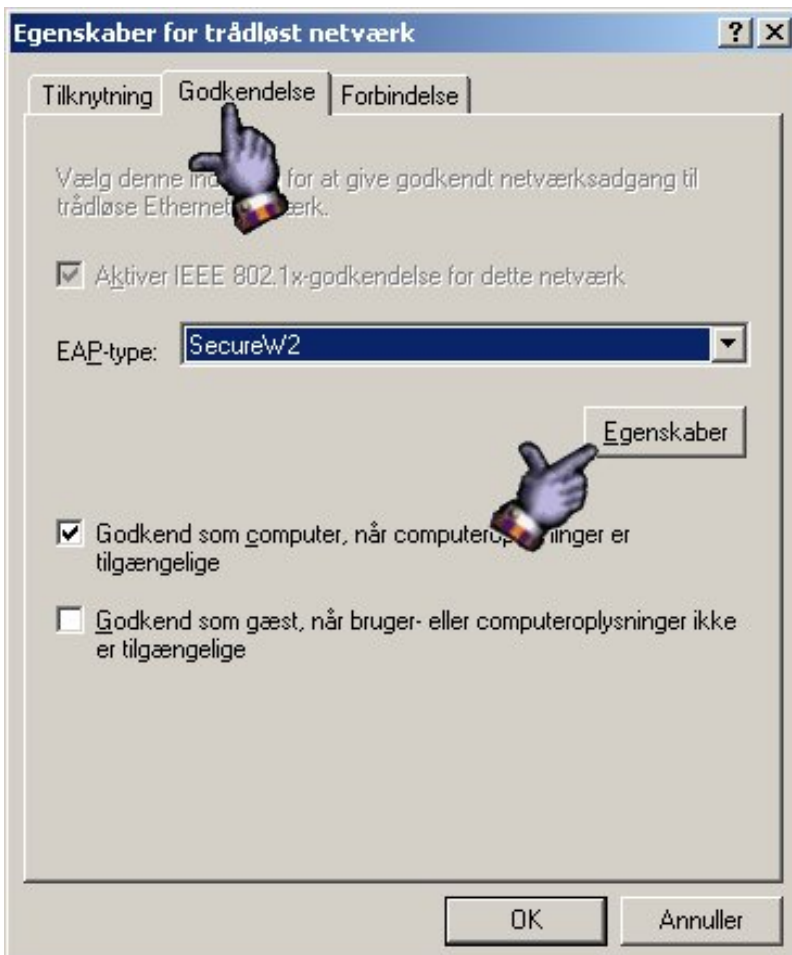 Egenskaber for trådløst netværk
Tilknytning Godkendelse Forbindelse
Vælg denne for at give godkendt netværksadgang til
trådløse Ethernet
Aktiver IEEE 802.1x-godkendelse for dette netværk
EAP-type: SecureW2
Egenskaber
Godkend som computer, når er
tilgængelige
Godkend som gæst, når bruger- eller computeroplysninger ikke
er tilgængelige
OK Annuller